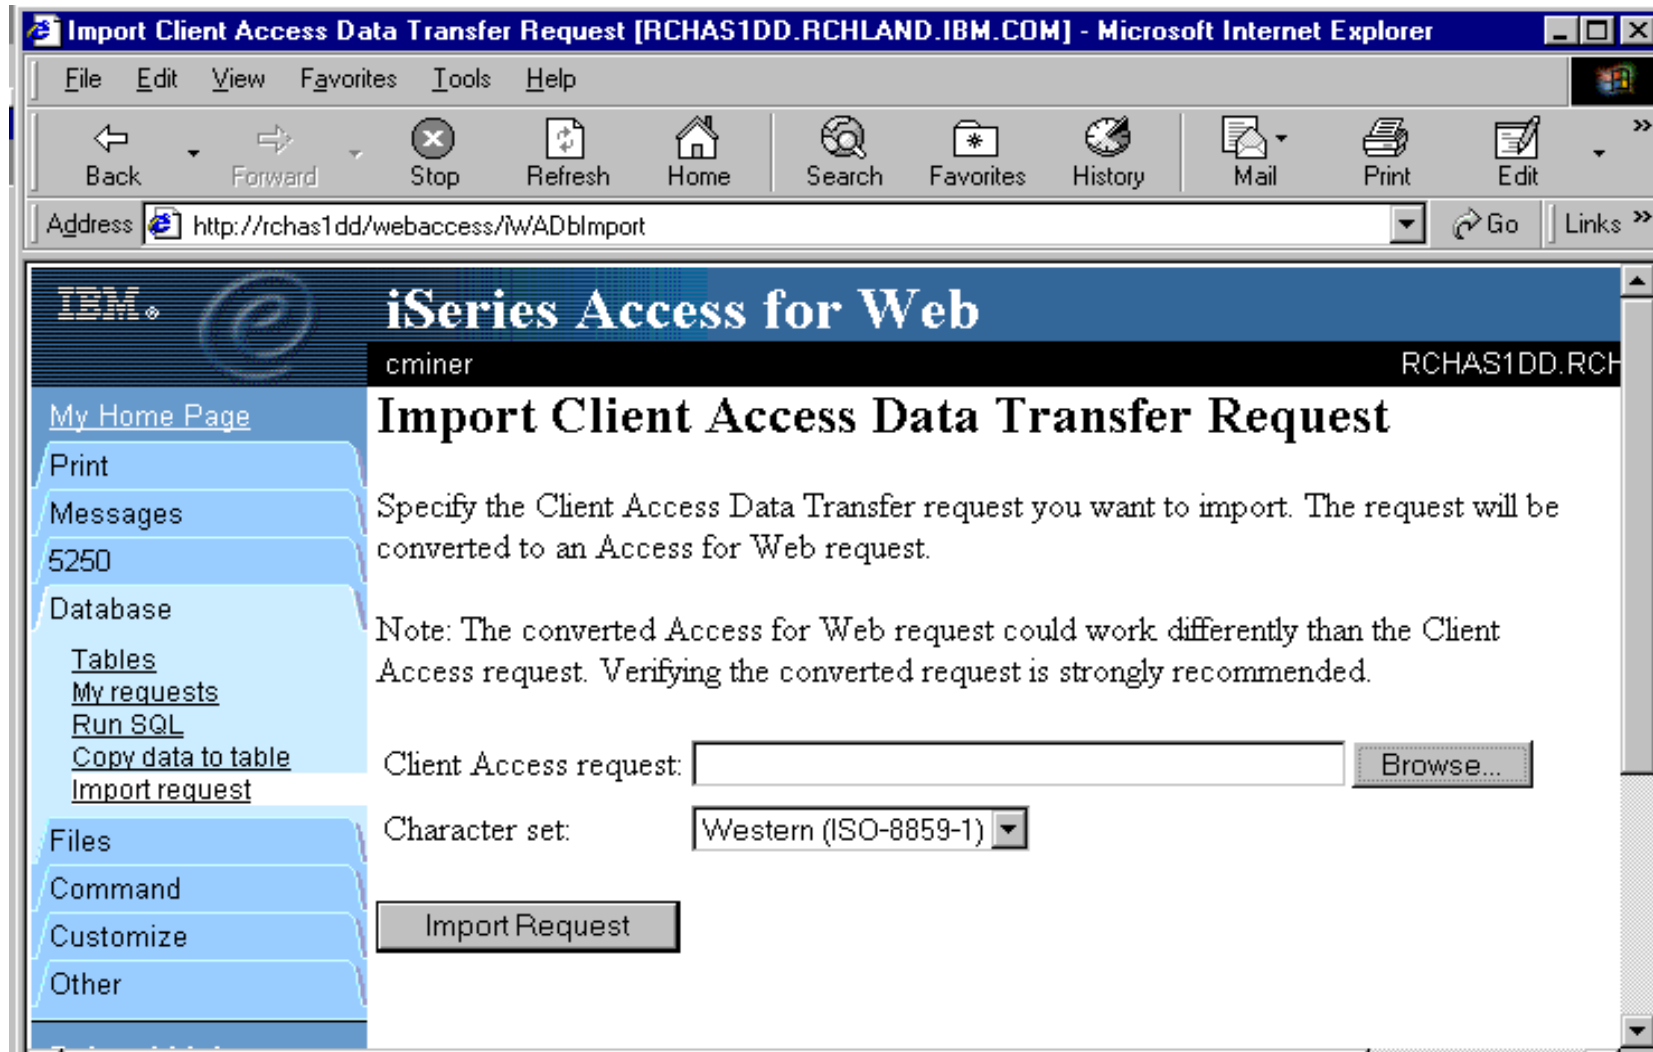 Import Client Access Data Transfer Request [RCHAS1DD.RCHLAND.IBM.COM] - Microsoft Internet Explorer
File Edit View Favorites Tools Help
Back Forward Stop Refresh Home Search Favorites History Mail Print Edit
Address http://rchas1dd/webaccess/iWADbImport Go Links
IBM
iSeries Access for Web
cminer RCHAS1DD.RCH
My Home Page
Print
Messages
5250
Database
Tables
My requests
Run SQL
Copy data to table
Import request
Files
Command
Customize
Other
Import Client Access Data Transfer Request
Specify the Client Access Data Transfer request you want to import. The request will be
converted to an Access for Web request.
Note: The converted Access for Web request could work differently than the Client
Access request. Verifying the converted request is strongly recommended.
Client Access request: Browse...
Character set: Western (ISO-8859-1)
Import Request